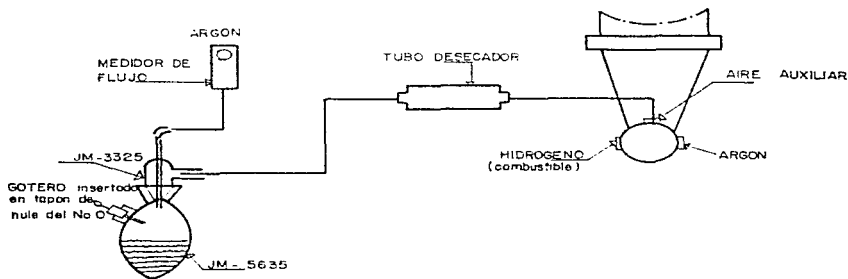 ARGON
MEDIDOR DE
FLUJO
TUBO DESECADOR
AIRE AUXILIAR
HIDROGENO
(combustible)
ARGON
JM-3325
GOTERO insertado
en tapon de
hule del No 0
JM-5635